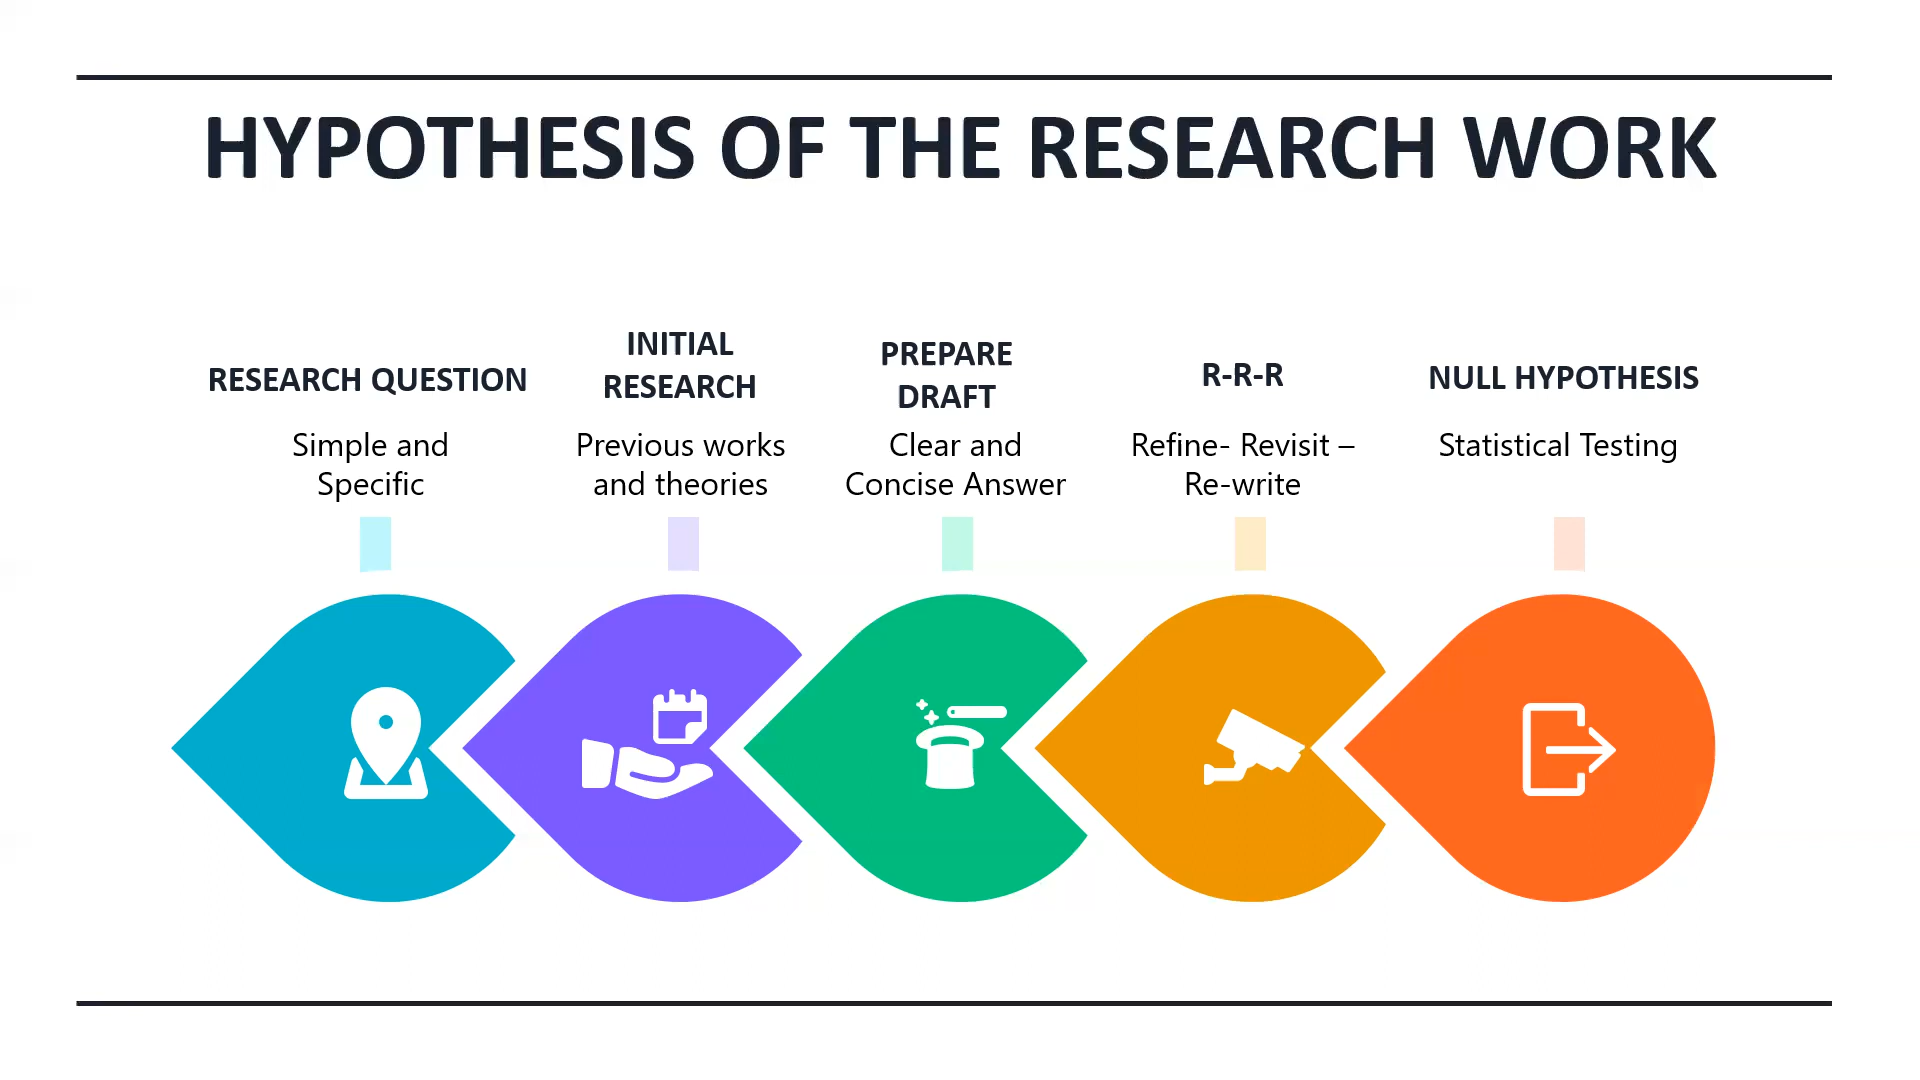 HYPOTHESIS OF THE RESEARCH WORK
RESEARCH QUESTION
Simple and
Specific
INITIAL
RESEARCH
Previous works
and theories
PREPARE
DRAFT
Clear and
Concise Answer
R-R-R
Refine- Revisit –
Re-write
NULL HYPOTHESIS
Statistical Testing